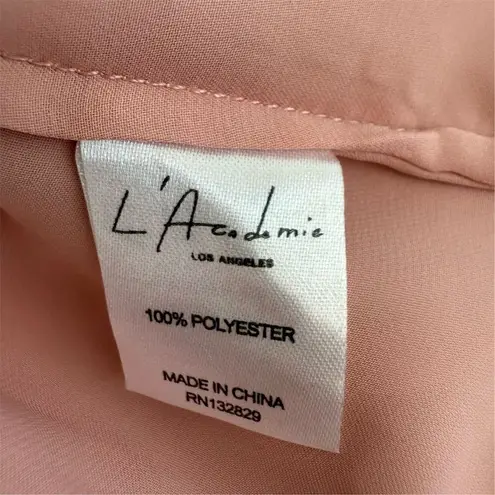 L'Academie
LOS ANGELES
100% POLYESTER
MADE IN CHINA
RN132829